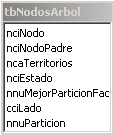 tbNodosArbol
nciNodo
nciNodoPadre
ncaTerritorios
nciEstado
nnuMejorParticionFac
cciLado
nnuParticion